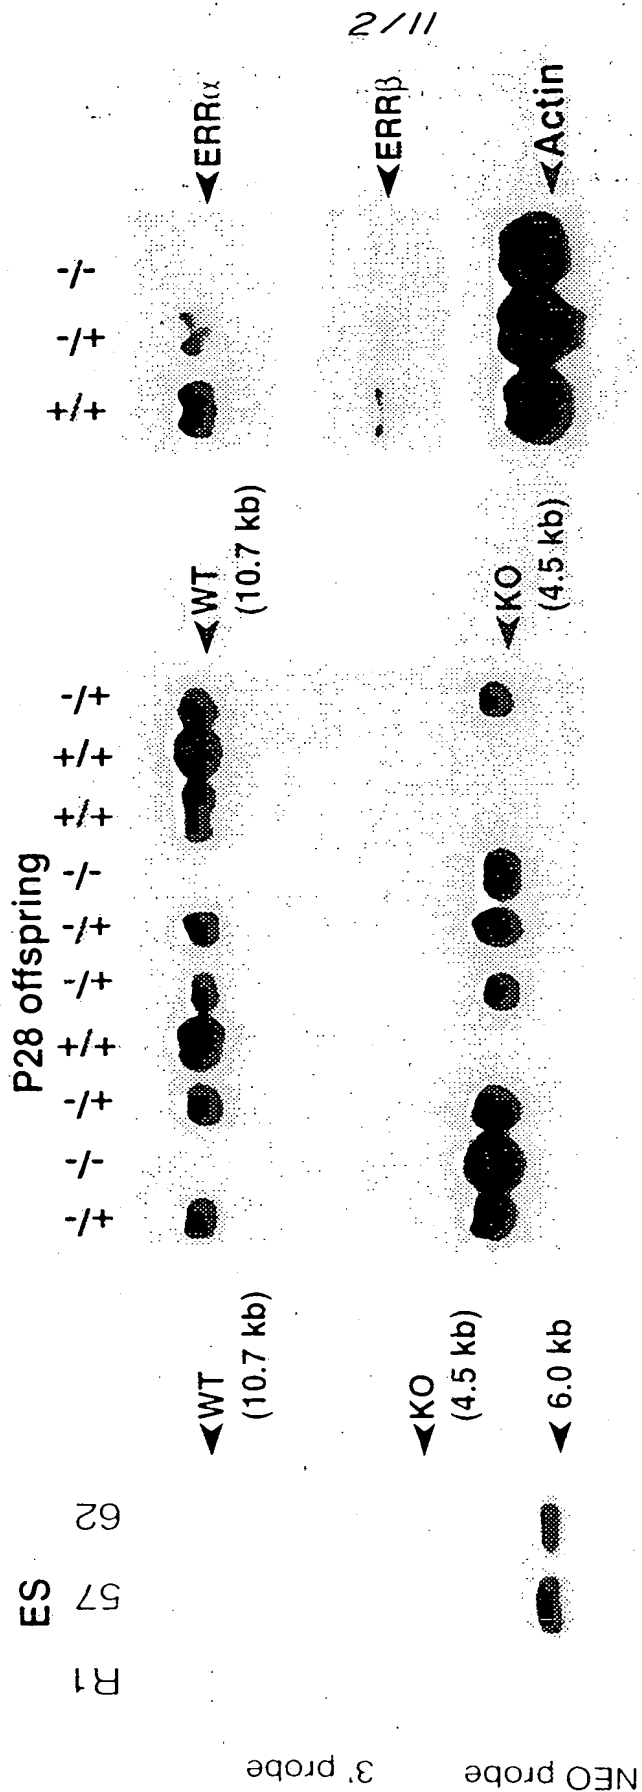 2/11
ES
R1 57 62
3' probe
WT
(10.7 kb)
KO
(4.5 kb)
NEO probe
6.0 kb
P28 offspring
-/+ -/- -/+ +/+ -/+ -/+ -/- +/+ +/+ -/+
WT
(10.7 kb)
KO
(4.5 kb)
+/+ -/+ -/-
ERRα
ERRβ
Actin